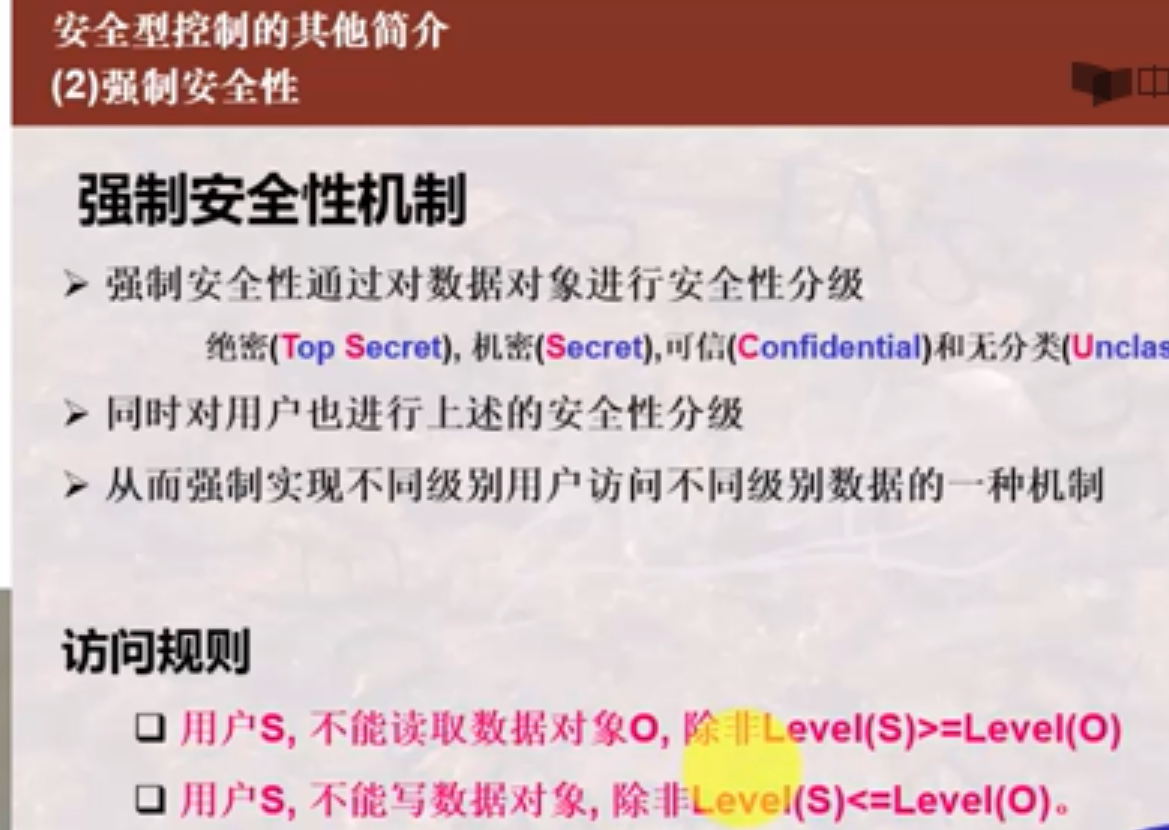 安全型控制的其他简介
(2)强制安全性
中
强制安全性机制
➢ 强制安全性通过对数据对象进行安全性分级
绝密(Top Secret), 机密(Secret),可信(Confidential)和无分类(Unclas
➢ 同时对用户也进行上述的安全性分级
➢ 从而强制实现不同级别用户访问不同级别数据的一种机制
访问规则
❑ 用户S, 不能读取数据对象O, 除非Level(S)>=Level(O)
❑ 用户S, 不能写数据对象, 除非Level(S)<=Level(O)。